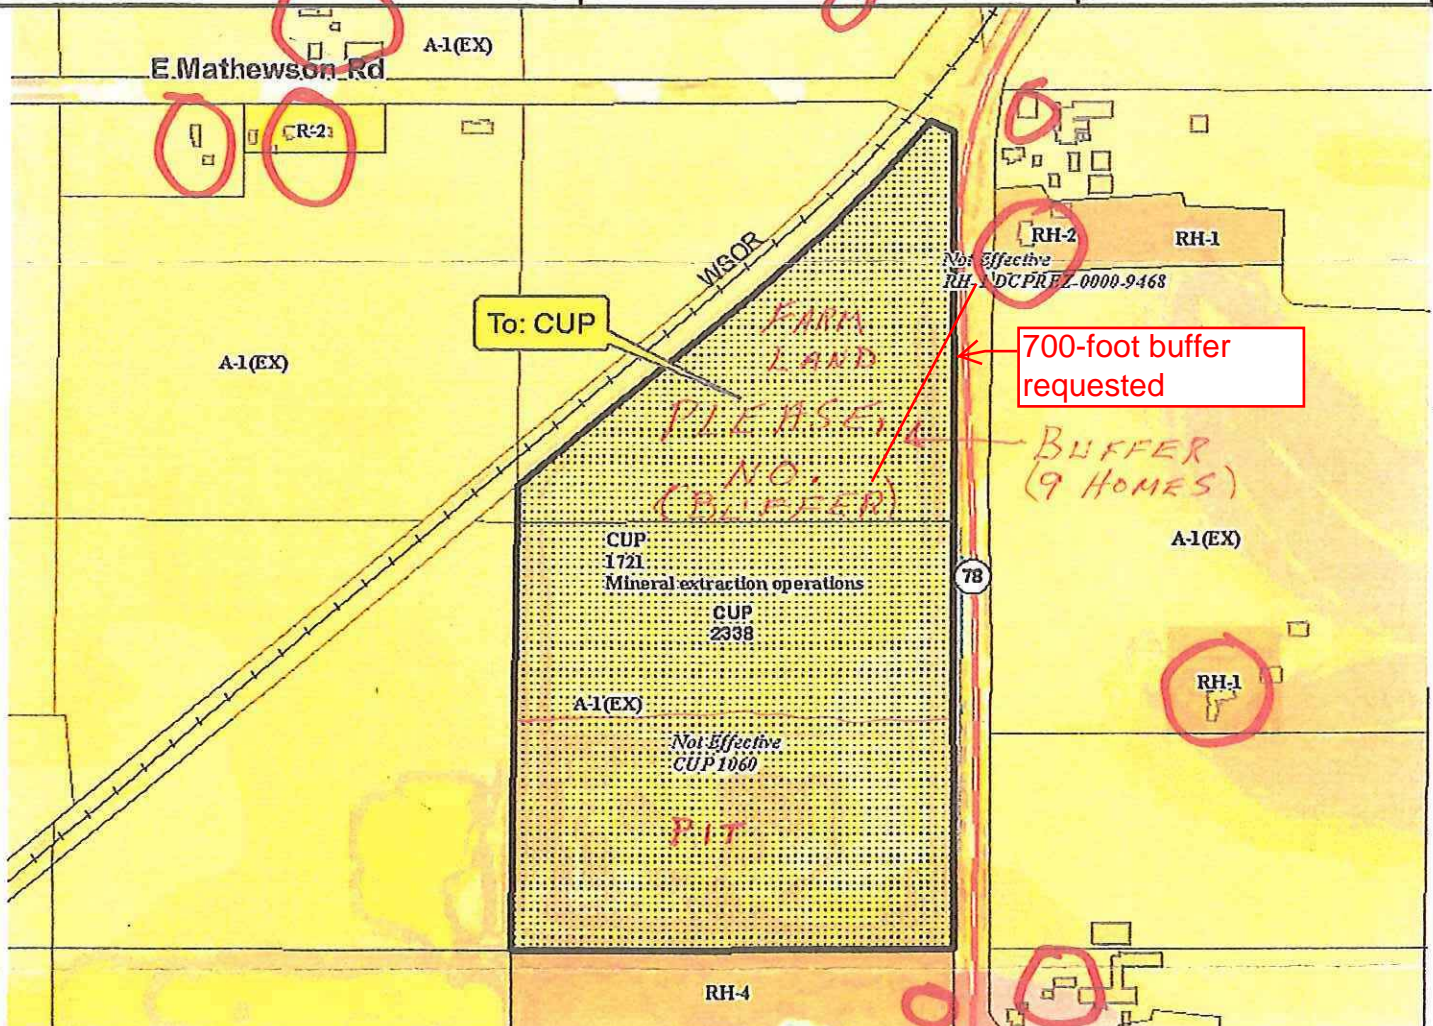 A-1(EX)
E.Mathewson Rd
R-2
WSOR
RH-2
RH-1
Not Effective
RH-1 DCPREZ-0000-9468
To: CUP
FARM
LAND
PLEASE,
NO.
(BUFFER)
700-foot buffer
requested
A-1(EX)
BUFFER
(9 HOMES)
CUP
1721
Mineral extraction operations
CUP
2338
A-1(EX)
78
RH-1
A-1(EX)
Not Effective
CUP 1060
PIT
RH-4